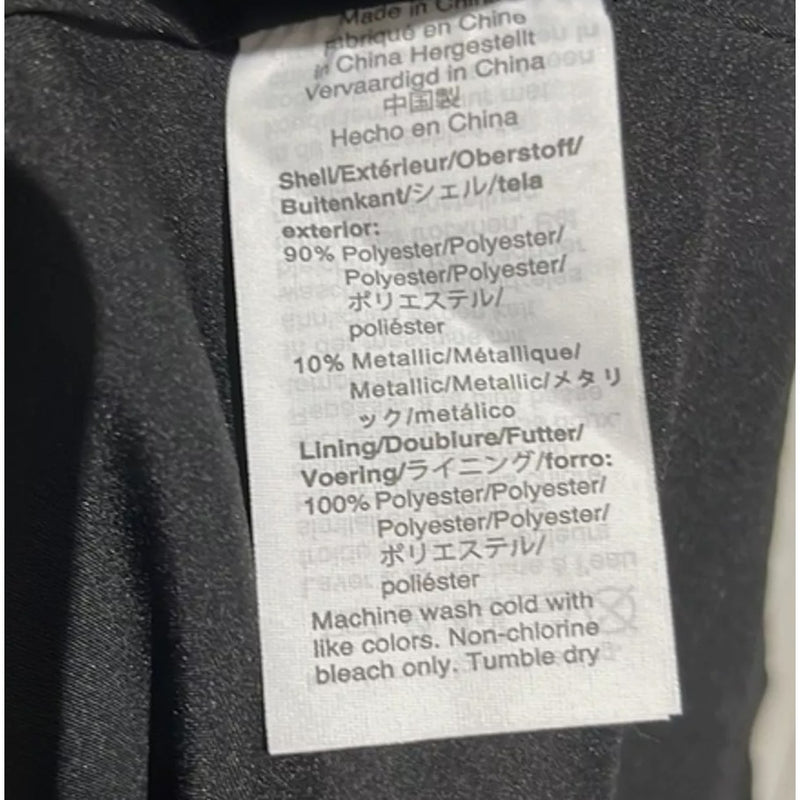 Made in China
Fabriqué en Chine
in China Hergestellt
Vervaardigd in China
中国製
Hecho en China
Shell/Extérieur/Oberstoff/
Buitenkant/シェル/tela
exterior:
90% Polyester/Polyester/
Polyester/Polyester/
ポリエステル/
poliéster
10% Metallic/Métallique/
Metallic/Metallic/メタリ
ック/metálico
Lining/Doublure/Futter/
Voering/ライニング/forro:
100% Polyester/Polyester/
Polyester/Polyester/
ポリエステル/
poliéster
Machine wash cold with
like colors. Non-chlorine
bleach only. Tumble dry